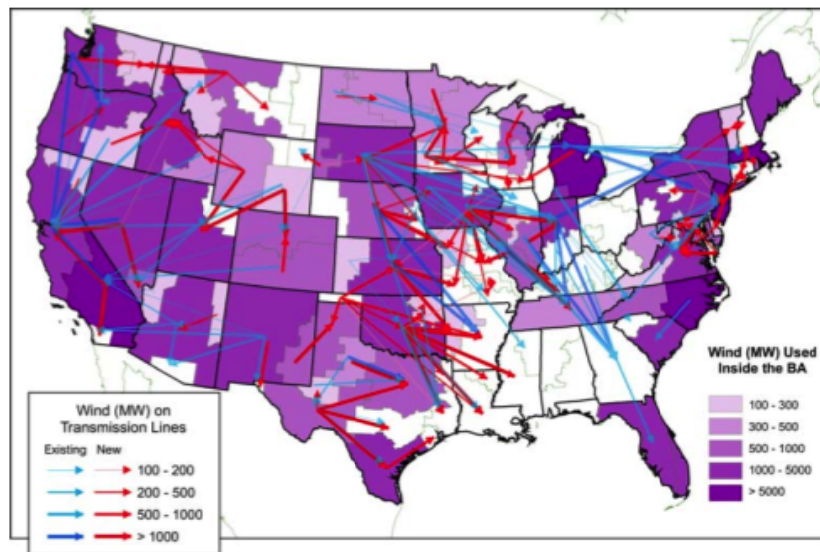 Wind (MW) Used
Inside the BA
100 - 300
300 - 500
500 - 1000
1000 - 5000
> 5000
Wind (MW) on
Transmission Lines
Existing New
100 - 200
200 - 500
500 - 1000
> 1000